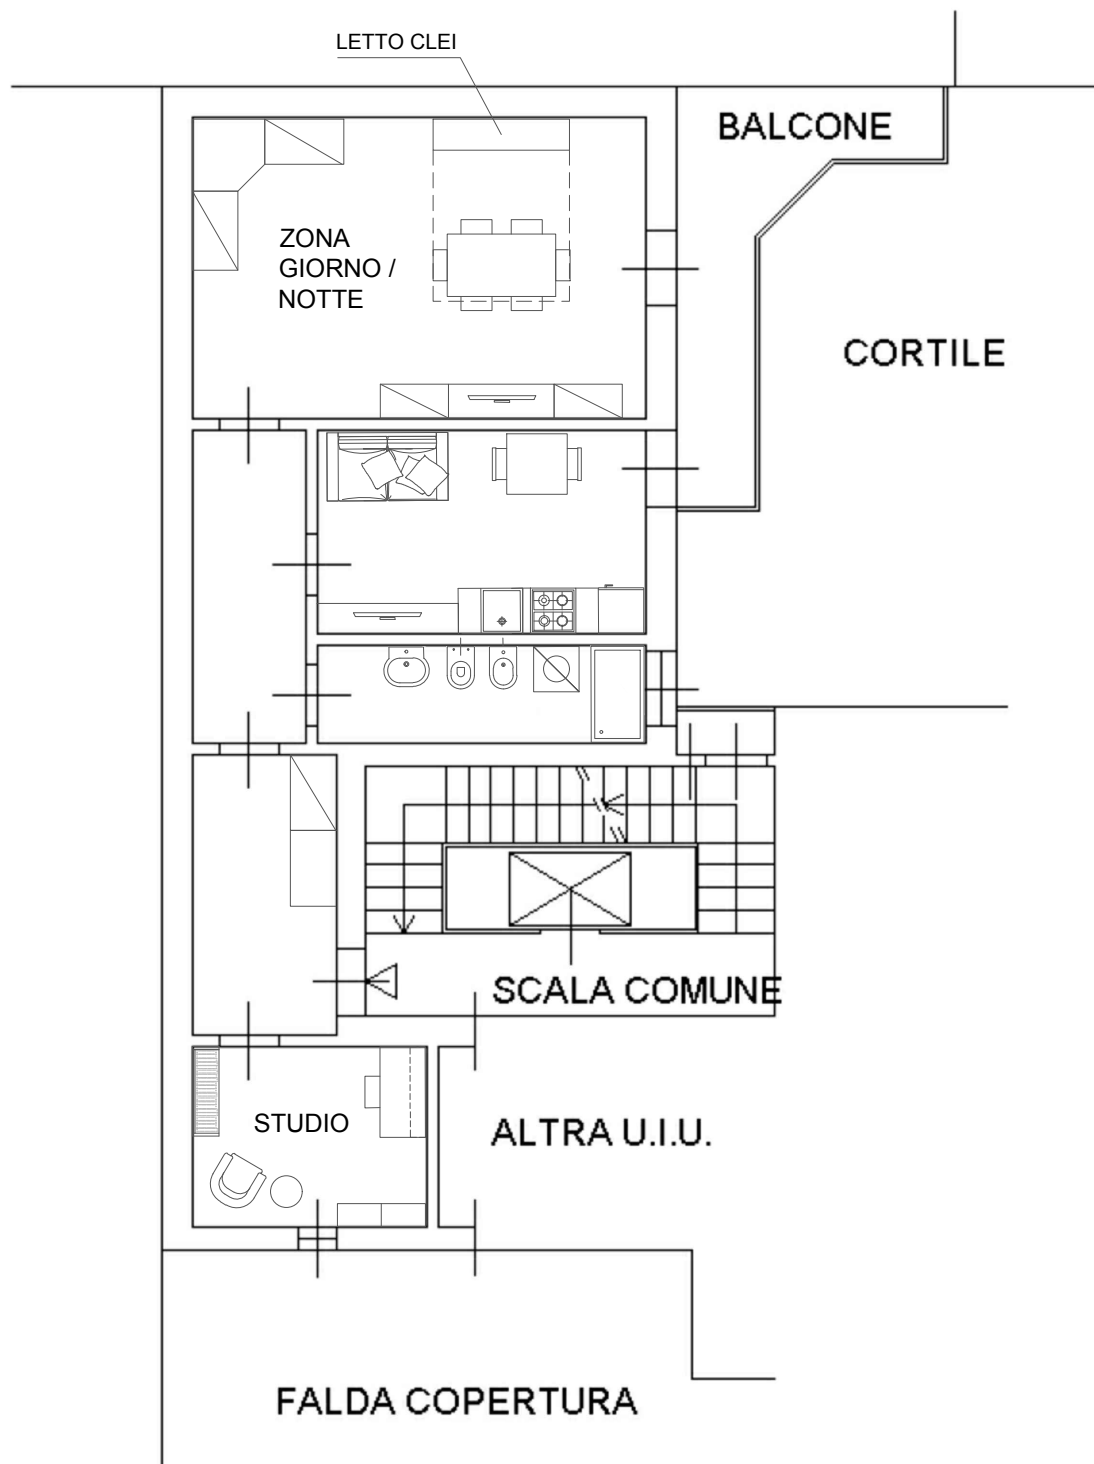 LETTO CLEI
BALCONE
ZONA
GIORNO /
NOTTE
CORTILE
SCALA COMUNE
STUDIO
ALTRA U.I.U.
FALDA COPERTURA